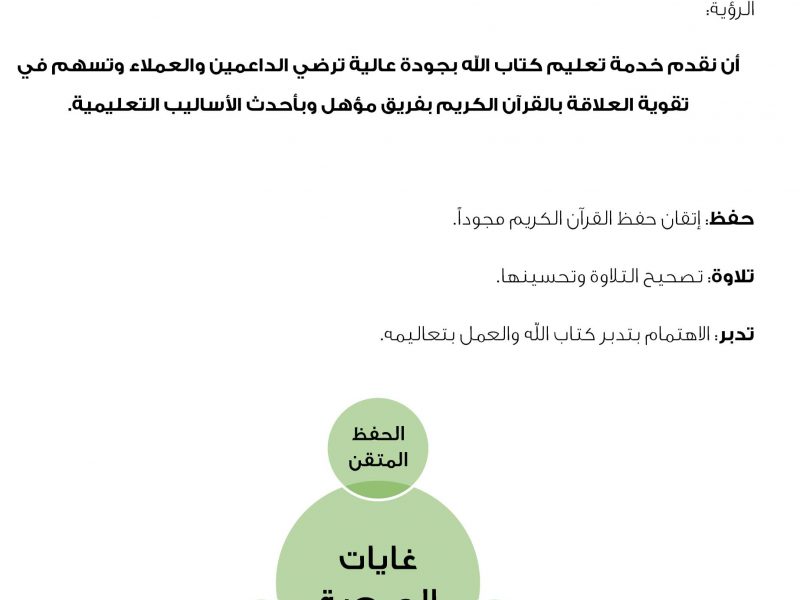 الرؤية:
أن نقدم خدمة تعليم كتاب الله بجودة عالية ترضي الداعمين والعملاء وتسهم في
تقوية العلاقة بالقرآن الكريم بفريق مؤهل وبأحدث الأساليب التعليمية.
حفظ: إتقان حفظ القرآن الكريم مجوداً.
تلاوة: تصحيح التلاوة وتحسينها.
تدبر: الاهتمام بتدبر كتاب الله والعمل بتعاليمه.
الحفظ
المتقن
غايات